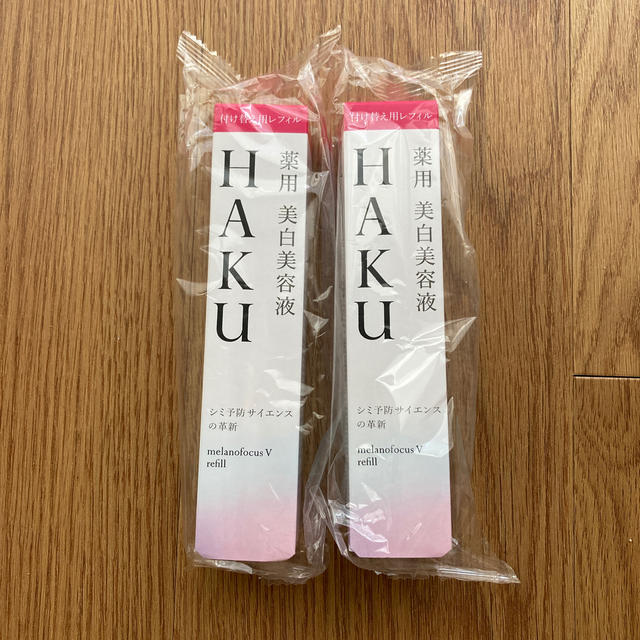 付け替え用レフィル
HAKU
薬用 美白美容液
シミ予防サイエンス
の革新
melanofocus V
refill
付け替え用レフィル
HAKU
薬用 美白美容液
シミ予防サイエンス
の革新
melanofocus V
refill